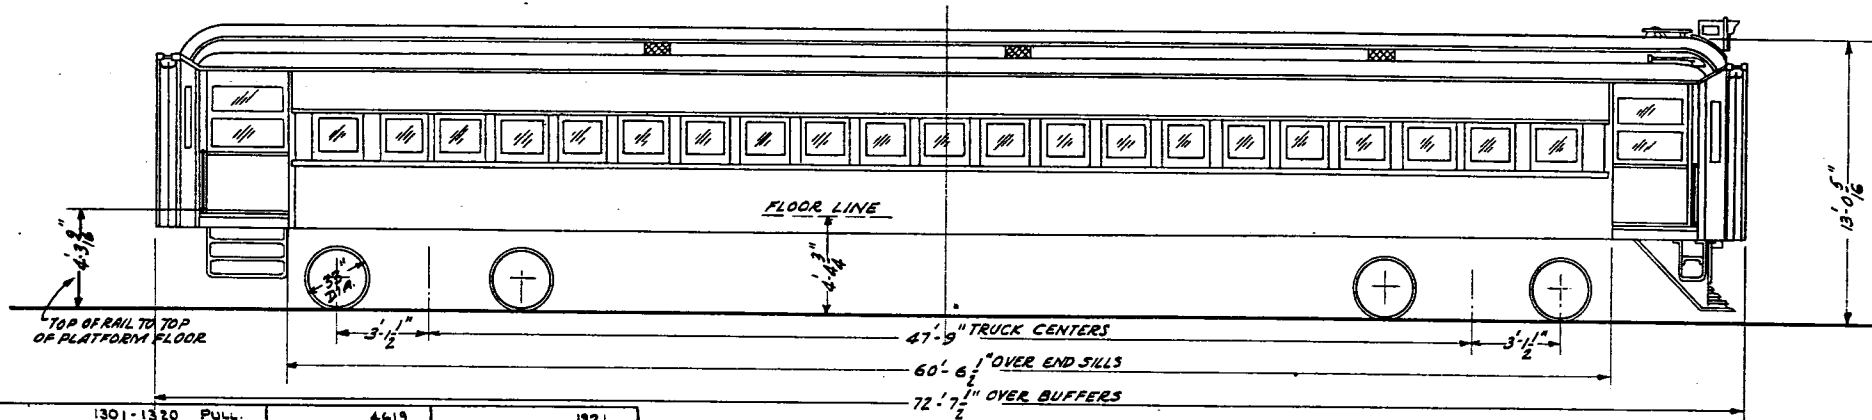 FLOOR LINE
4'-3 9/16"
4'-4 3/4"
13'-0 5/16"
DIA.
TOP OF RAIL TO TOP
OF PLATFORM FLOOR
3'-1 1/2"
47'-9" TRUCK CENTERS
3'-1 1/2"
60'-6 1/2" OVER END SILLS
72'-7 1/2" OVER BUFFERS
1301-1320 PULL. 4619 1921